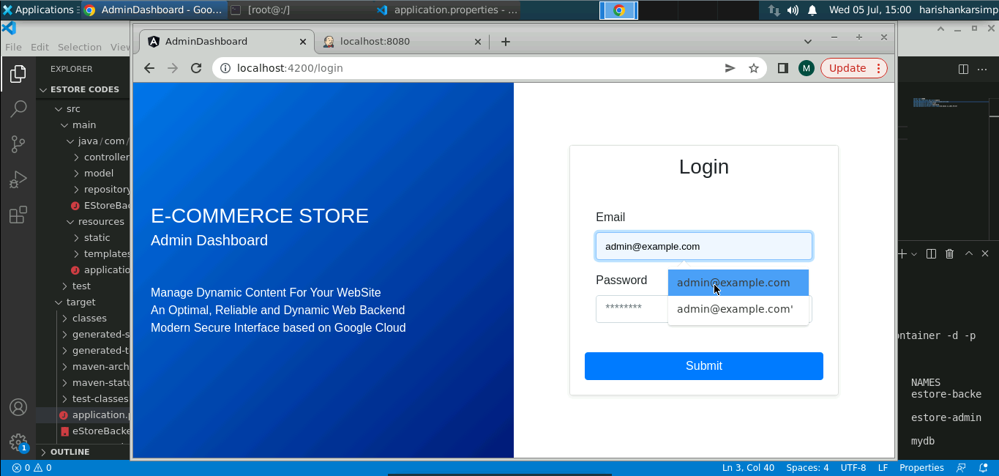 Applications
AdminDashboard - Goo...
[root@:/]
application.properties - ...
Wed 05 Jul, 15:00
harishankarsimp
File Edit Selection View
AdminDashboard
localhost:8080
localhost:4200/login
M
Update
EXPLORER
ESTORE CODES
src
main
java/com/
controller
model
repository
EStoreBac
resources
static
templates
applicatio
test
target
classes
generated-s
generated-t
maven-arch
maven-statu
test-classes
application.p
eStoreBacke
OUTLINE
E-COMMERCE STORE
Admin Dashboard
Manage Dynamic Content For Your WebSite
An Optimal, Reliable and Dynamic Web Backend
Modern Secure Interface based on Google Cloud
Login
Email
admin@example.com
Password
admin@example.com
********
admin@example.com'
Submit
ontainer -d -p
NAMES
estore-backe
estore-admin
mydb
1
0 0
Ln 3, Col 40
Spaces: 4
UTF-8
LF
Properties